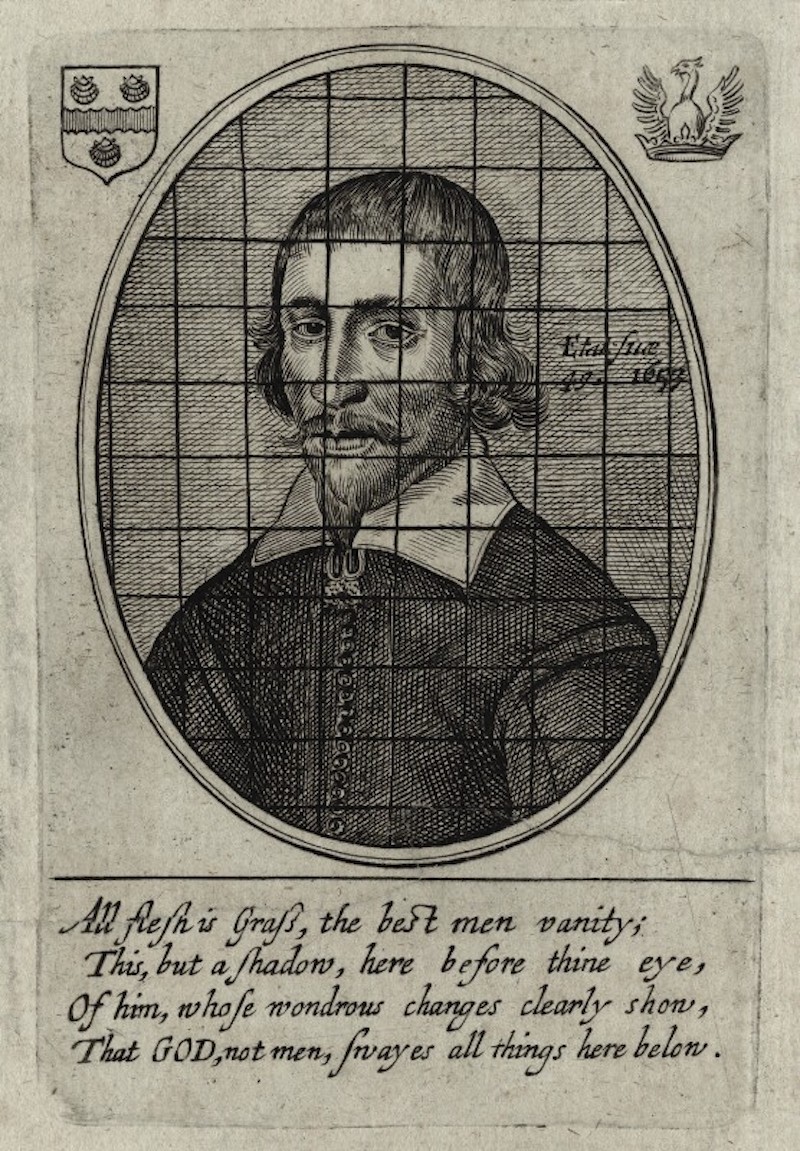 Etat suæ
49. 1653
All flesh is Graſs, the beſt men vanity;
This, but a ſhadow, here before thine eye,
Of him, whoſe wondrous changes clearly show,
That GOD, not men, ſwayes all things here below.